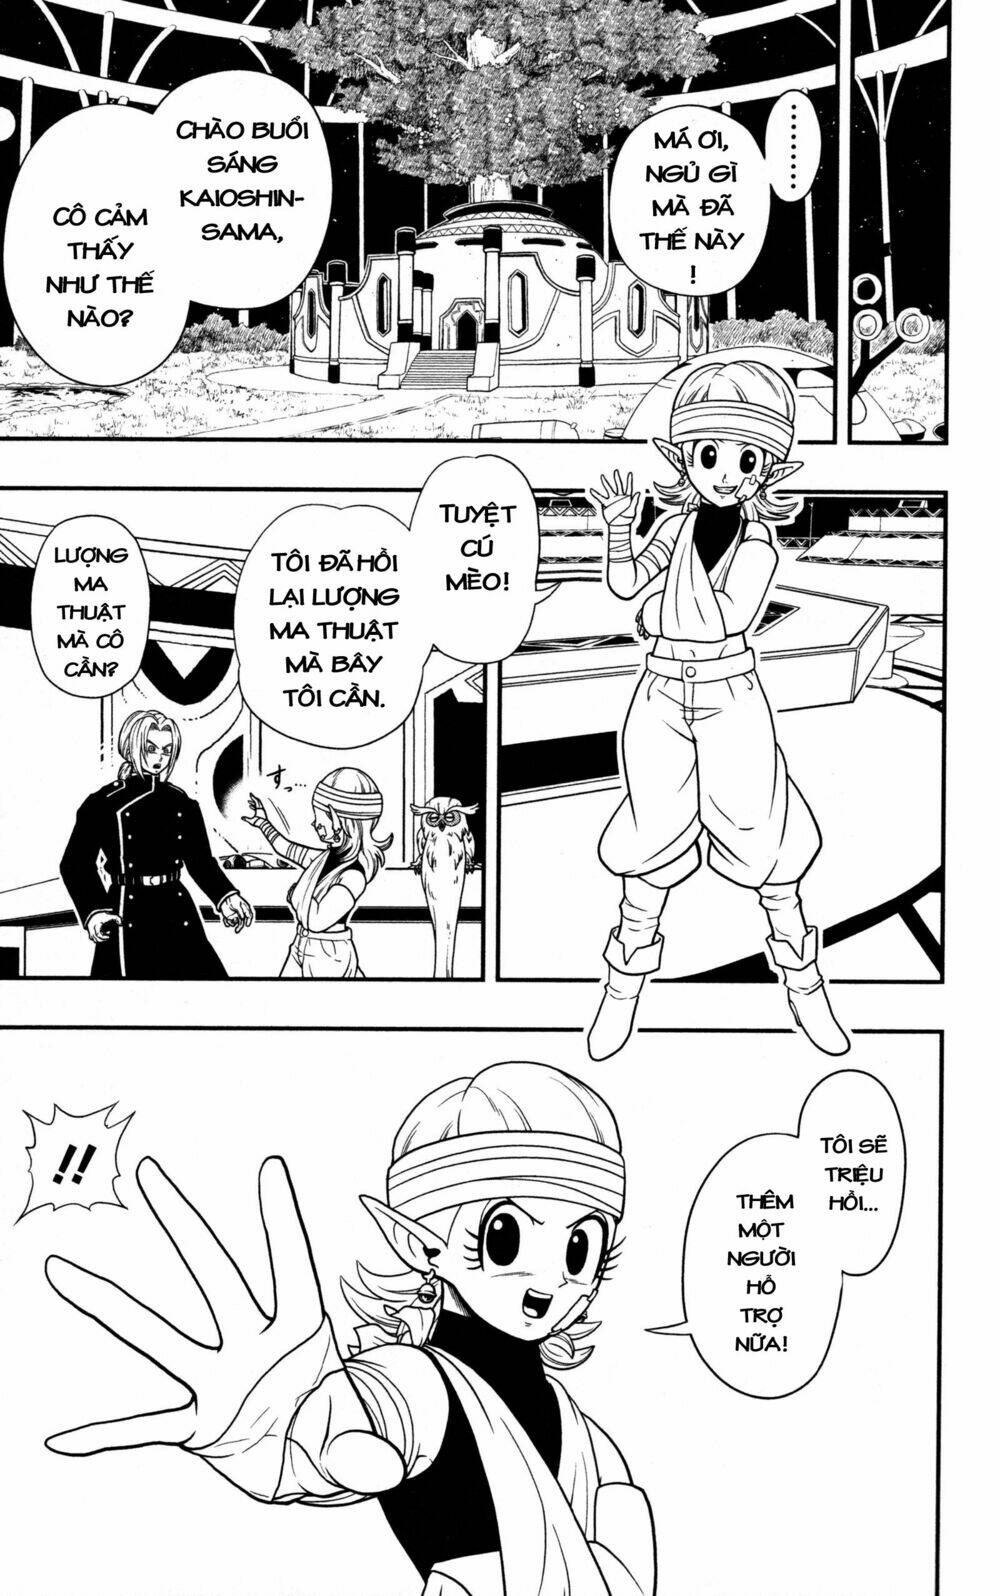 .........
MÁ ƠI,
NGỦ GÌ
MÀ ĐÃ
THẾ NÀY
!
CHÀO BUỔI
SÁNG
KAIOSHIN-
SAMA,
CÔ CẢM
THẤY
NHƯ THẾ
NÀO?
TUYỆT
CÚ
MÈO!
TÔI ĐÃ HỒI
LẠI LƯỢNG
MA THUẬT
MÀ BÂY
TÔI CẦN.
LƯỢNG
MA
THUẬT
MÀ CÔ
CẦN?
すっ...
TÔI SẼ
TRIỆU
HỒI...
THÊM
MỘT
NGƯỜI
HỖ
TRỢ
NỮA!
!!